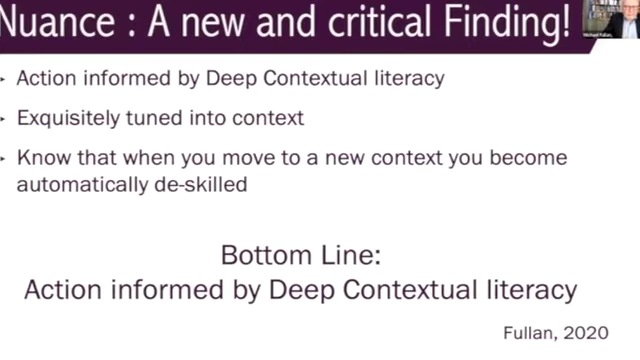 Nuance : A new and critical Finding!
Action informed by Deep Contextual literacy
Exquisitely tuned into context
Know that when you move to a new context you become
automatically de-skilled
Bottom Line:
Action informed by Deep Contextual literacy
Fullan, 2020